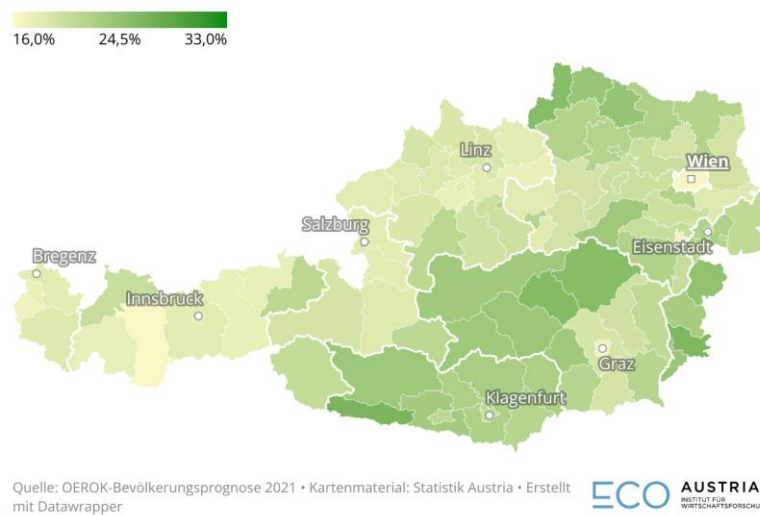 16,0% 24,5% 33,0%
Linz
Wien
Salzburg
Eisenstadt
Bregenz
Innsbruck
Graz
Klagenfurt
Quelle: OEROK-Bevölkerungsprognose 2021 • Kartenmaterial: Statistik Austria • Erstellt
mit Datawrapper
ECO AUSTRIA
INSTITUT FÜR